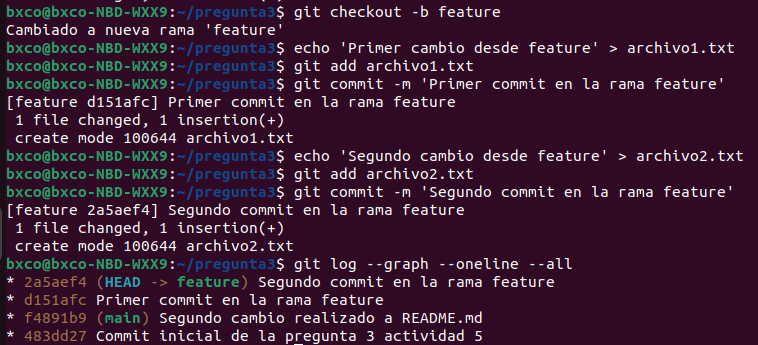 bxco@bxco-NBD-WXX9:~/pregunta3$ git checkout -b feature
Cambiado a nueva rama 'feature'
bxco@bxco-NBD-WXX9:~/pregunta3$ echo 'Primer cambio desde feature' > archivo1.txt
bxco@bxco-NBD-WXX9:~/pregunta3$ git add archivo1.txt
bxco@bxco-NBD-WXX9:~/pregunta3$ git commit -m 'Primer commit en la rama feature'
[feature d151afc] Primer commit en la rama feature
 1 file changed, 1 insertion(+)
 create mode 100644 archivo1.txt
bxco@bxco-NBD-WXX9:~/pregunta3$ echo 'Segundo cambio desde feature' > archivo2.txt
bxco@bxco-NBD-WXX9:~/pregunta3$ git add archivo2.txt
bxco@bxco-NBD-WXX9:~/pregunta3$ git commit -m 'Segundo commit en la rama feature'
[feature 2a5aef4] Segundo commit en la rama feature
 1 file changed, 1 insertion(+)
 create mode 100644 archivo2.txt
bxco@bxco-NBD-WXX9:~/pregunta3$ git log --graph --oneline --all
* 2a5aef4 (HEAD -> feature) Segundo commit en la rama feature
* d151afc Primer commit en la rama feature
* f4891b9 (main) Segundo cambio realizado a README.md
* 483dd27 Commit inicial de la pregunta 3 actividad 5